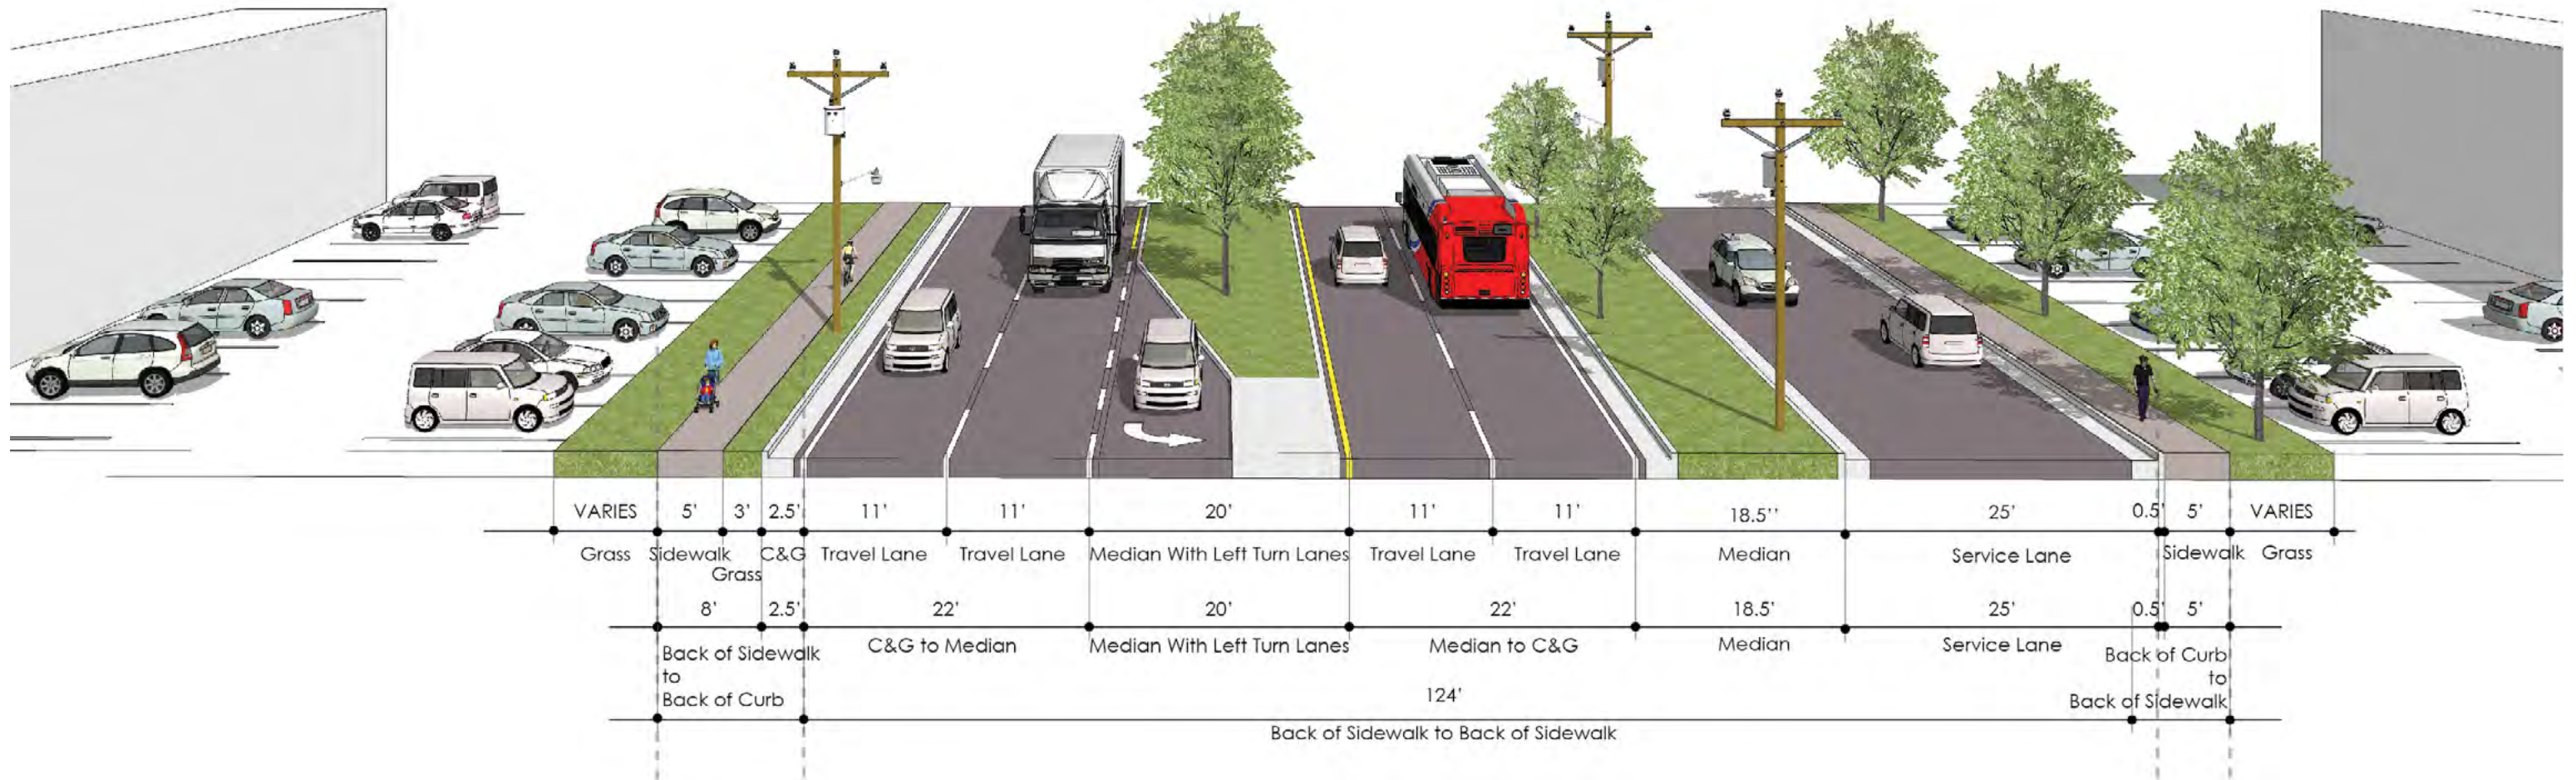 VARIES 5' 3' 2.5' 11' 11' 20' 11' 11' 18.5'' 25' 0.5' 5' VARIES
Grass Sidewalk C&G Travel Lane Travel Lane Median With Left Turn Lanes Travel Lane Travel Lane Median Service Lane Sidewalk Grass
Grass
8' 2.5' 22' 20' 22' 18.5' 25' 0.5' 5'
C&G to Median Median With Left Turn Lanes Median to C&G Median Service Lane
Back of Sidewalk
to
Back of Curb
Back of Curb
to
Back of Sidewalk
124'
Back of Sidewalk to Back of Sidewalk